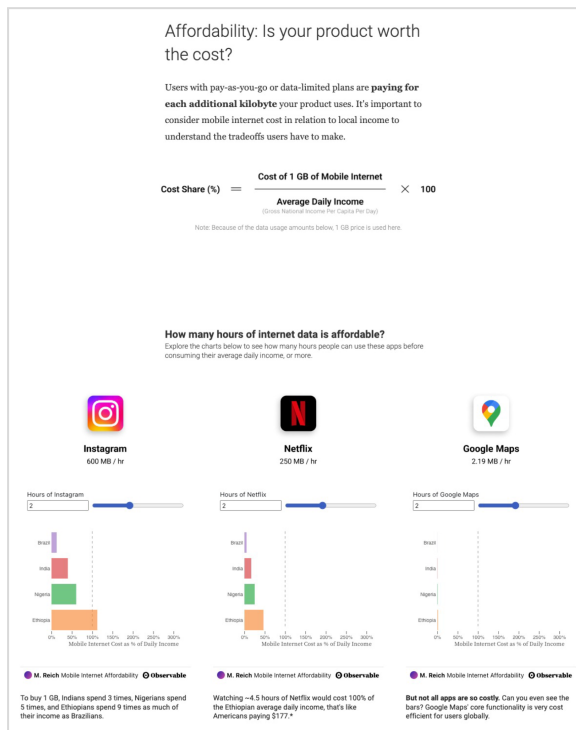 Affordability: Is your product worth
the cost?
Users with pay-as-you-go or data-limited plans are paying for
each additional kilobyte your product uses. It's important to
consider mobile internet cost in relation to local income to
understand the tradeoffs users have to make.
Cost Share (%) = Cost of 1 GB of Mobile Internet × 100
Average Daily Income
(Gross National Income Per Capita Per Day)
Note: Because of the data usage amounts below, 1 GB price is used here.
How many hours of internet data is affordable?
Explore the charts below to see how many hours people can use these apps before
consuming their average daily income, or more.
Instagram
600 MB / hr
Hours of Instagram
2
Brazil
India
Nigeria
Ethiopia
0% 50% 100% 150% 200% 250% 300%
Mobile Internet Cost as % of Daily Income
M. Reich Mobile Internet Affordability Observable
To buy 1 GB, Indians spend 3 times, Nigerians spend
5 times, and Ethiopians spend 9 times as much of
their income as Brazilians.
Netflix
250 MB / hr
Hours of Netflix
2
Brazil
India
Nigeria
Ethiopia
0% 50% 100% 150% 200% 250% 300%
Mobile Internet Cost as % of Daily Income
M. Reich Mobile Internet Affordability Observable
Watching ~4.5 hours of Netflix would cost 100% of
the Ethiopian average daily income, that's like
Americans paying $177.*
Google Maps
2.19 MB / hr
Hours of Google Maps
2
Brazil
India
Nigeria
Ethiopia
0% 50% 100% 150% 200% 250% 300%
Mobile Internet Cost as % of Daily Income
M. Reich Mobile Internet Affordability Observable
But not all apps are so costly. Can you even see the
bars? Google Maps' core functionality is very cost
efficient for users globally.